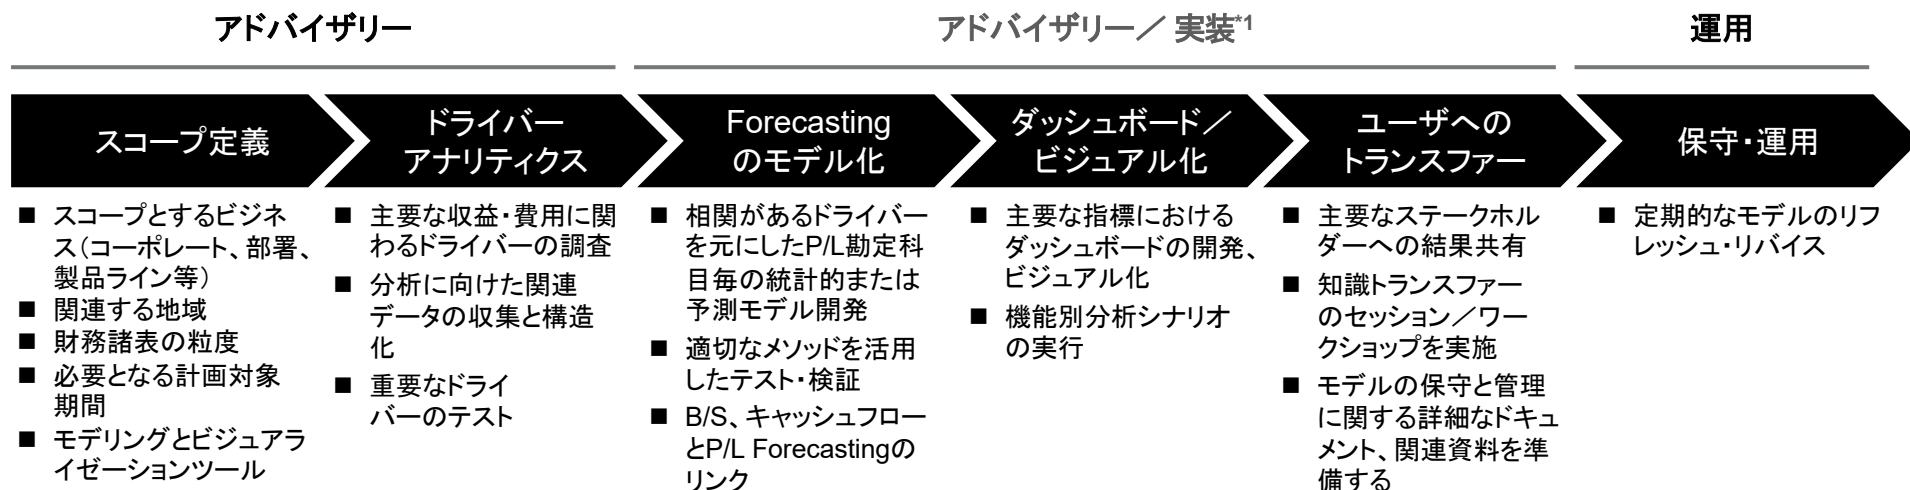 アドバイザリー
アドバイザリー／ 実装*1
運用
スコープ定義
ドライバー
アナリティクス
Forecasting
のモデル化
ダッシュボード／
ビジュアル化
ユーザへの
トランスファー
保守・運用
■ スコープとするビジネ
ス（コーポレート、部署、
製品ライン等）
■ 関連する地域
■ 財務諸表の粒度
■ 必要となる計画対象
期間
■ モデリングとビジュアラ
イゼーションツール
■ 主要な収益・費用に関
わるドライバーの調査
■ 分析に向けた関連
データの収集と構造
化
■ 重要なドライ
バーのテスト
■ 相関があるドライバー
を元にしたP/L勘定科
目毎の統計的または
予測モデル開発
■ 適切なメソッドを活用
したテスト・検証
■ B/S、キャッシュフロー
とP/L Forecastingの
リンク
■ 主要な指標における
ダッシュボードの開発、
ビジュアル化
■ 機能別分析シナリオ
の実行
■ 主要なステークホル
ダーへの結果共有
■ 知識トランスファー
のセッション／ワー
クショップを実施
■ モデルの保守と管理
に関する詳細なドキュ
メント、関連資料を準
備する
■ 定期的なモデルのリフ
レッシュ・リバイス